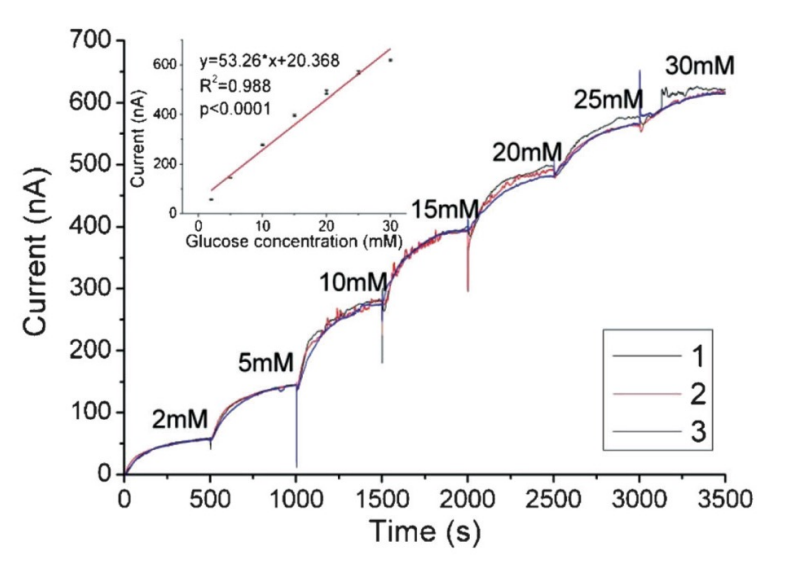 700
600
500
400
300
200
100
0
Current (nA)
0 500 1000 1500 2000 2500 3000 3500
Time (s)
y=53.26*x+20.368
R²=0.988
p<0.0001
600
400
200
0
Current (nA)
0 10 20 30
Glucose concentration (mM)
2mM
5mM
10mM
15mM
20mM
25mM
30mM
1
2
3